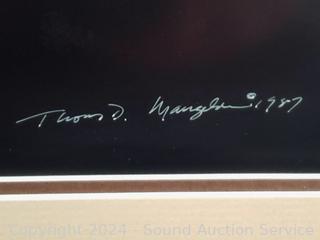 Thomas D. Mangelsen © 1987
Copyright © 2024 - Sound Auction Service